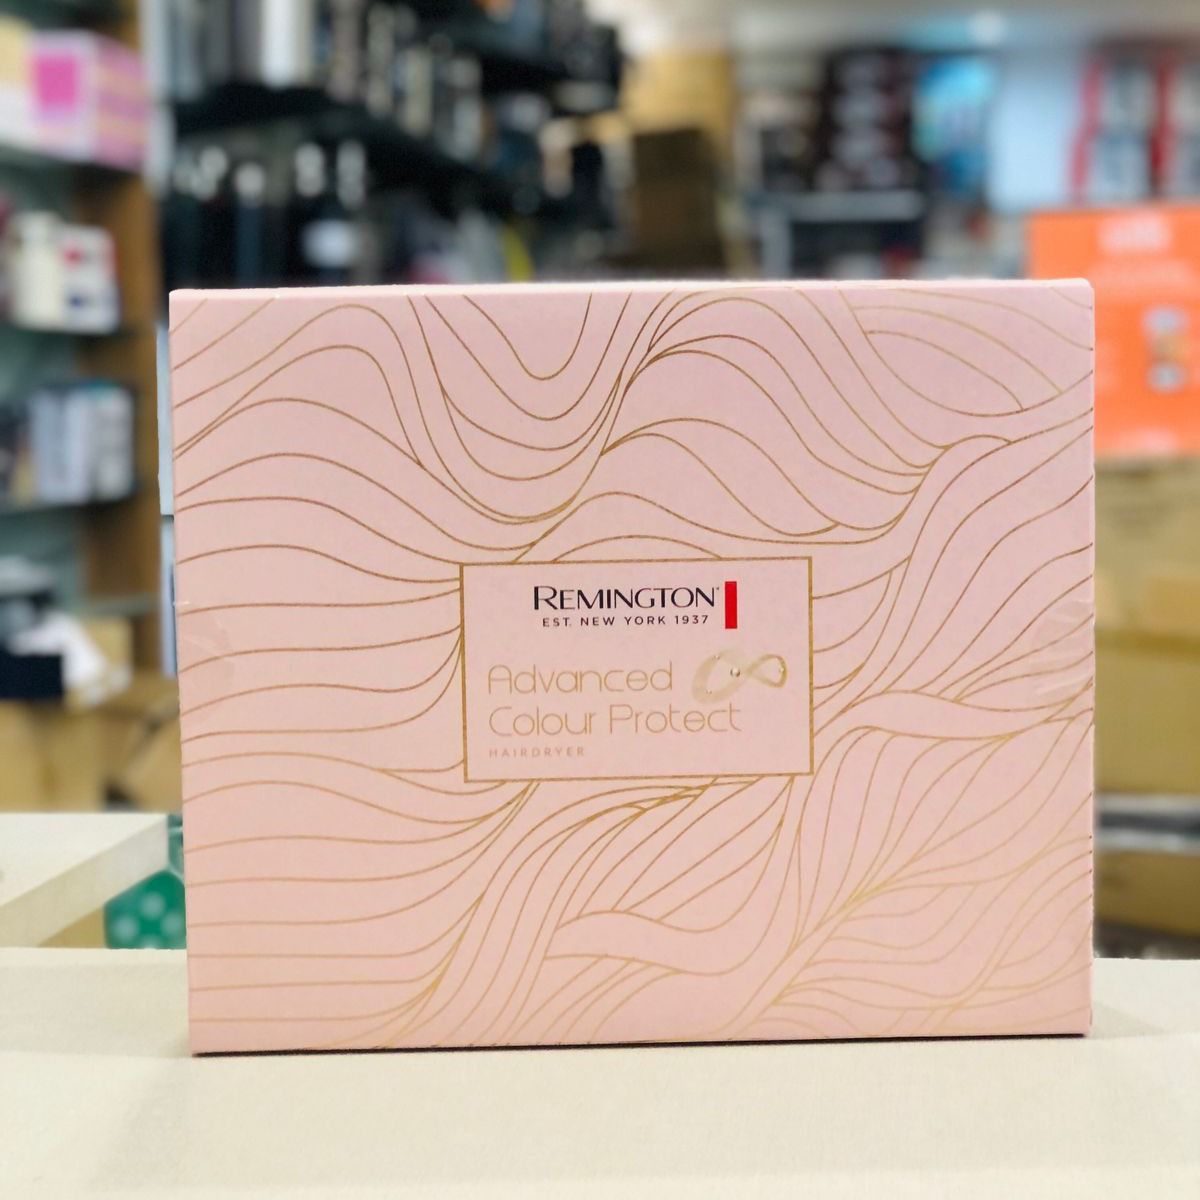 REMINGTON
EST. NEW YORK 1937
Advanced
Colour Protect
HAIRDRYER